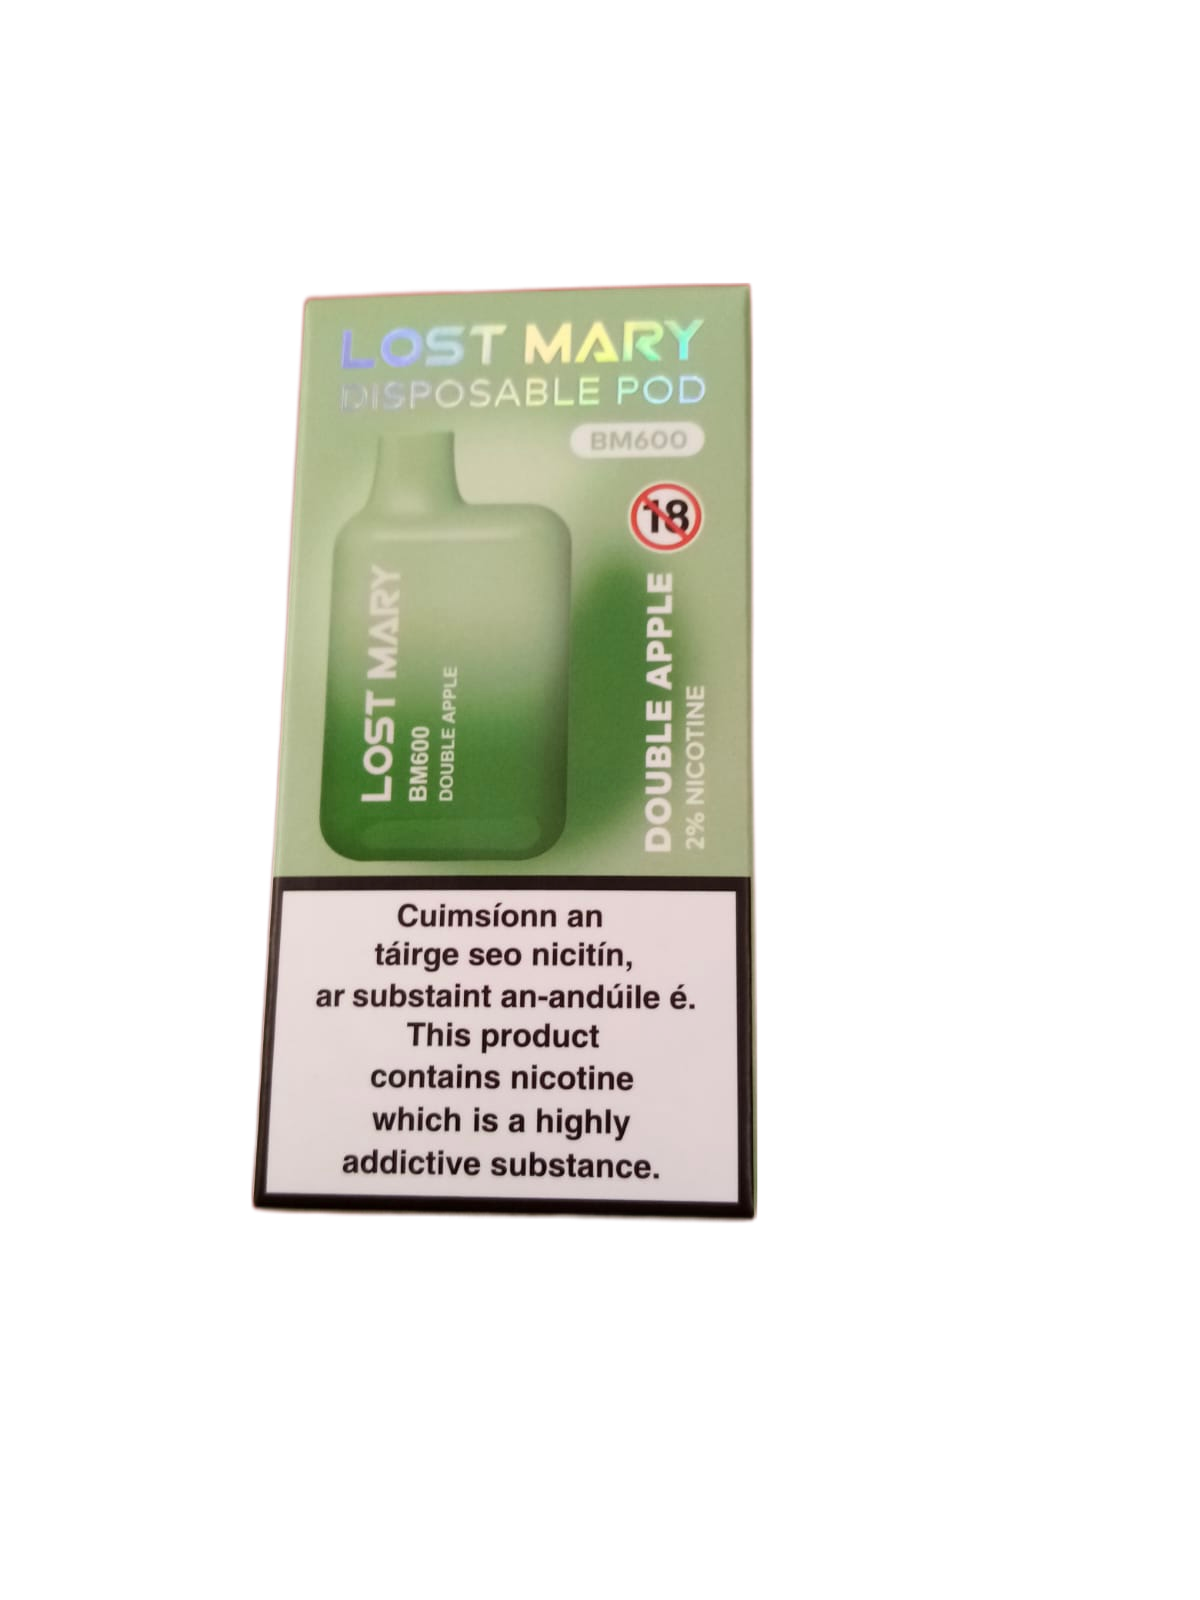 LOST MARY
DISPOSABLE POD
BM600
18
LOST MARY
BM600
DOUBLE APPLE
DOUBLE APPLE
2% NICOTINE
Cuimsíonn an
táirge seo nicitín,
ar substaint an-andúile é.
This product
contains nicotine
which is a highly
addictive substance.